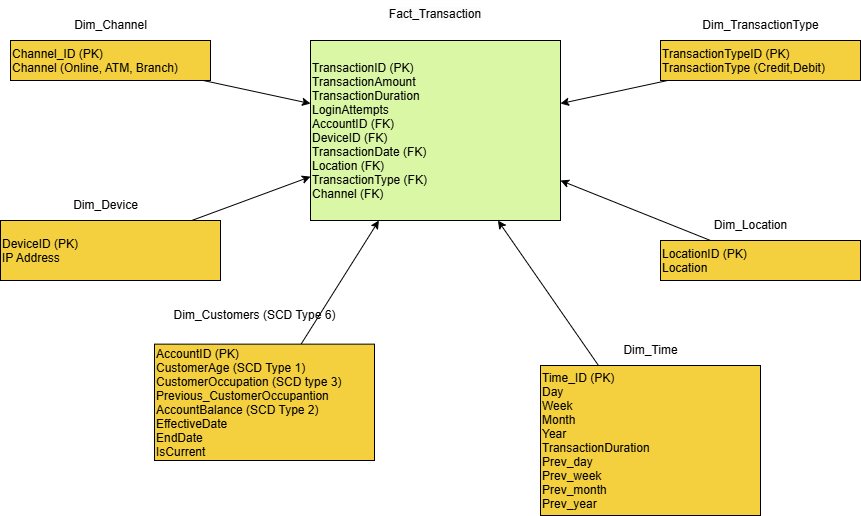 Fact_Transaction
TransactionID (PK)
TransactionAmount
TransactionDuration
LoginAttempts
AccountID (FK)
DeviceID (FK)
TransactionDate (FK)
Location (FK)
TransactionType (FK)
Channel (FK)
Dim_Channel
Channel_ID (PK)
Channel (Online, ATM, Branch)
Dim_TransactionType
TransactionTypeID (PK)
TransactionType (Credit,Debit)
Dim_Device
DeviceID (PK)
IP Address
Dim_Location
LocationID (PK)
Location
Dim_Customers (SCD Type 6)
AccountID (PK)
CustomerAge (SCD Type 1)
CustomerOccupation (SCD type 3)
Previous_CustomerOccupantion
AccountBalance (SCD Type 2)
EffectiveDate
EndDate
IsCurrent
Dim_Time
Time_ID (PK)
Day
Week
Month
Year
TransactionDuration
Prev_day
Prev_week
Prev_month
Prev_year